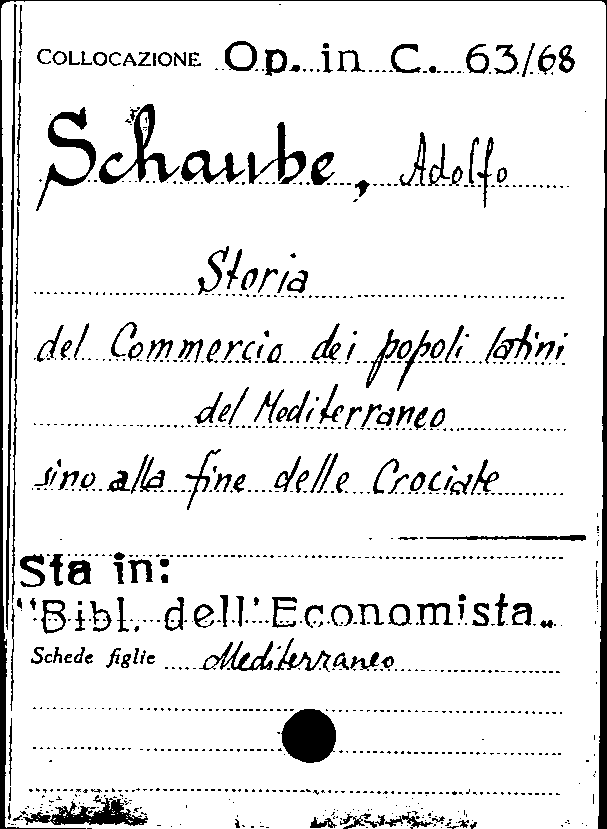 COLLOCAZIONE Op. in C. 63/68
Schaube, Adolfo
Storia
del Commercio dei popoli latini
del Mediterraneo
sino alla fine delle Crociate
Sta in:
"Bibl. dell'Economista„
Schede figlie Mediterraneo